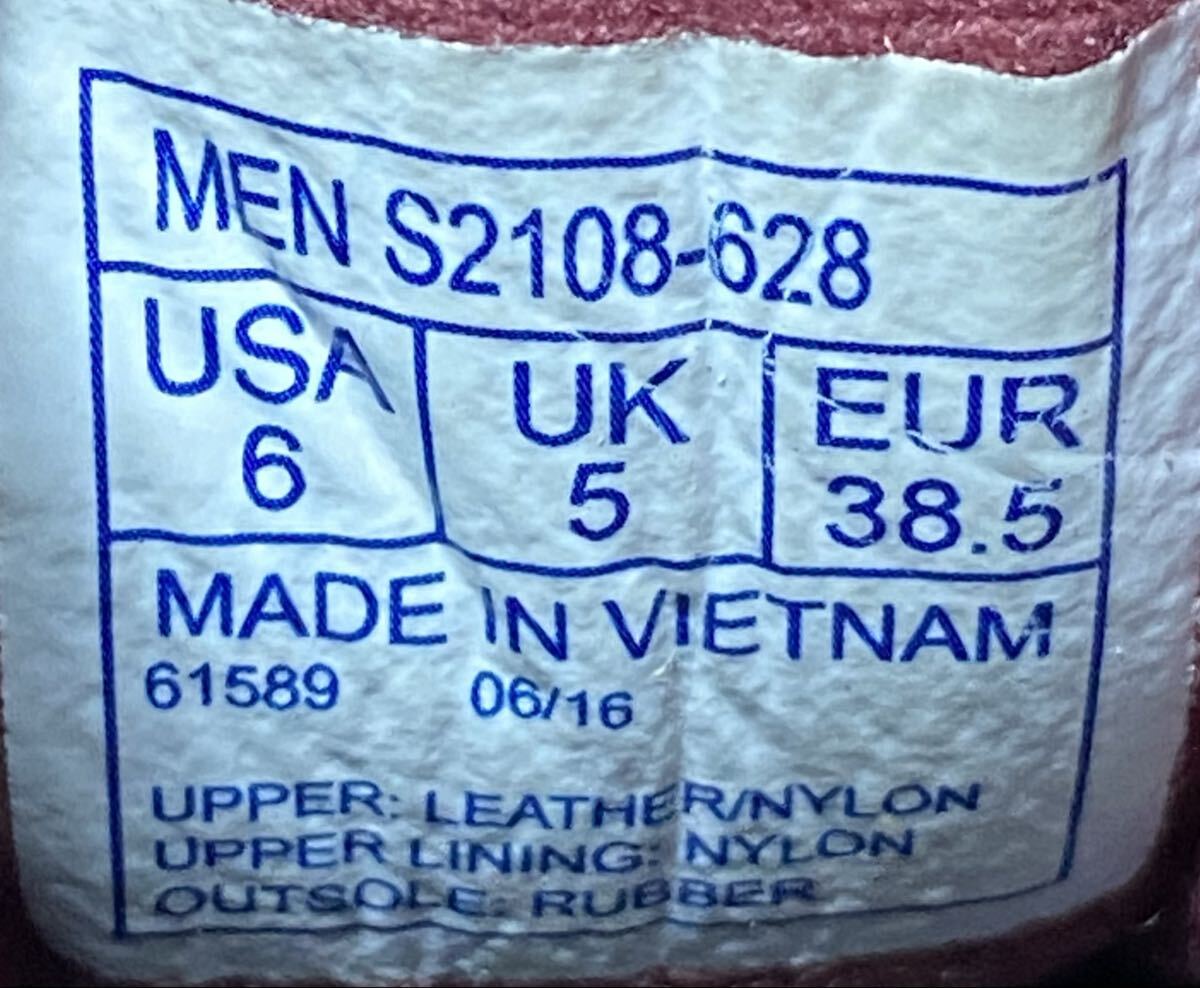 MEN S2108-628
USA UK EUR
6 5 38.5
MADE IN VIETNAM
61589 06/16
UPPER: LEATHER/NYLON
UPPER LINING: NYLON
OUTSOLE: RUBBER